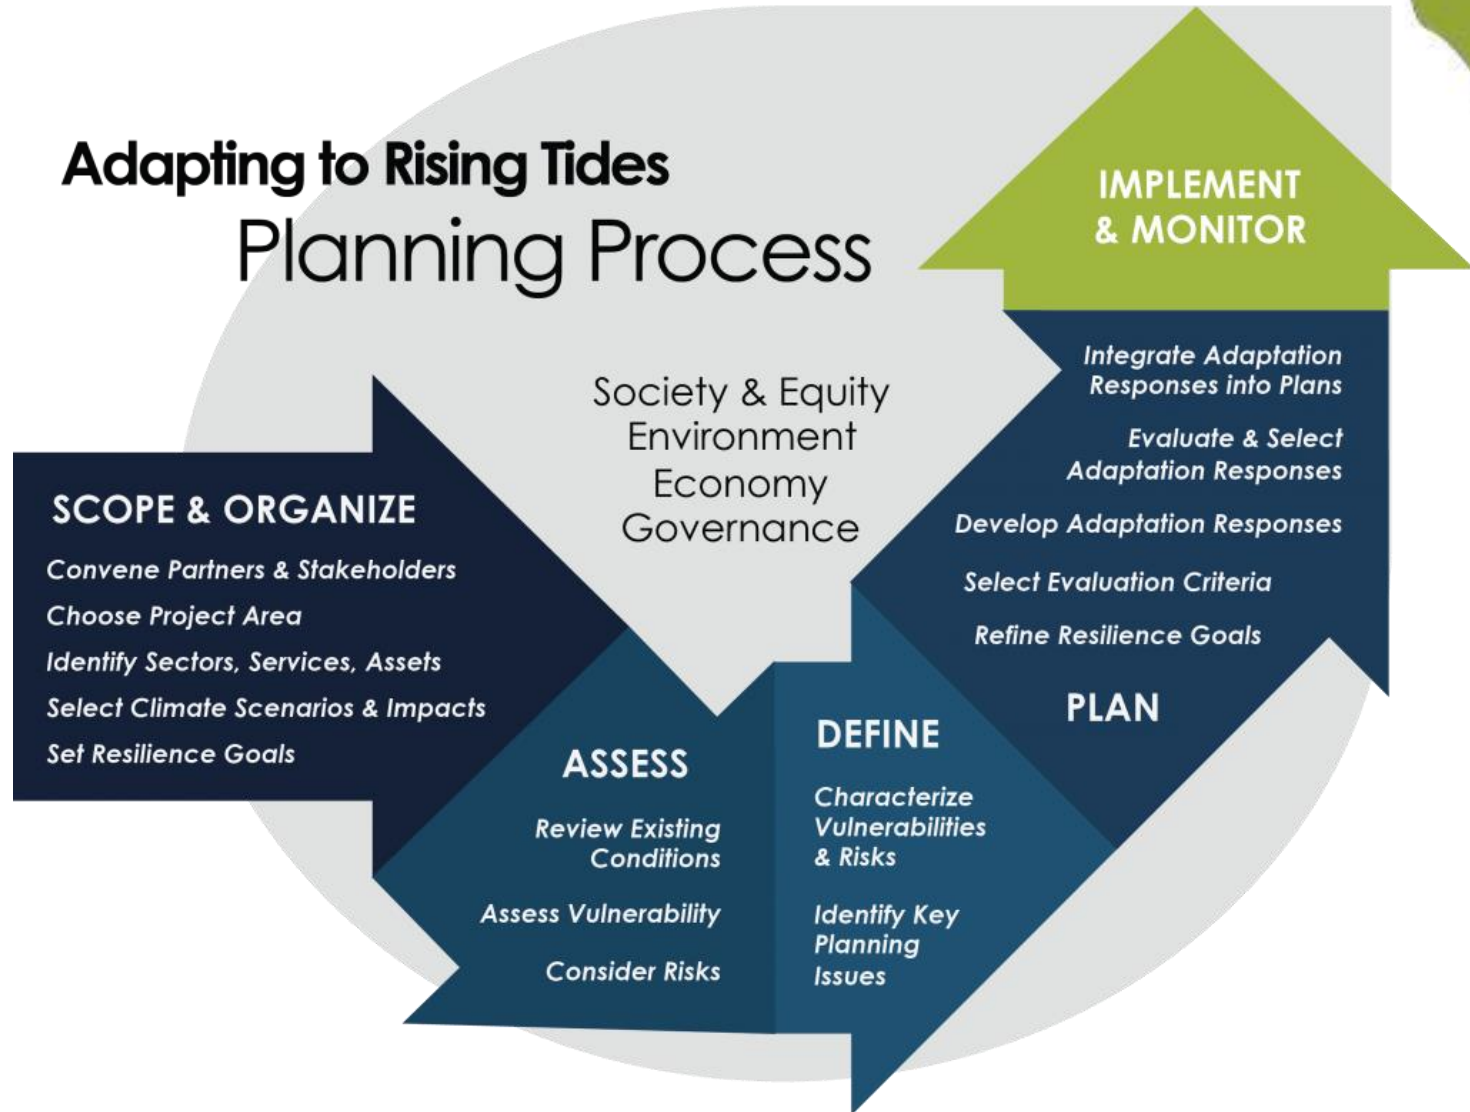 Adapting to Rising Tides
Planning Process
Society & Equity
Environment
Economy
Governance
SCOPE & ORGANIZE
Convene Partners & Stakeholders
Choose Project Area
Identify Sectors, Services, Assets
Select Climate Scenarios & Impacts
Set Resilience Goals
ASSESS
Review Existing
Conditions
Assess Vulnerability
Consider Risks
DEFINE
Characterize
Vulnerabilities
& Risks
Identify Key
Planning
Issues
IMPLEMENT
& MONITOR
Integrate Adaptation
Responses into Plans
Evaluate & Select
Adaptation Responses
Develop Adaptation Responses
Select Evaluation Criteria
Refine Resilience Goals
PLAN